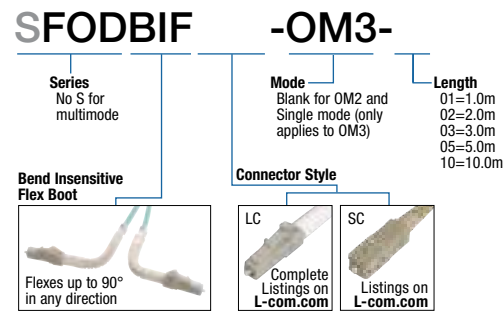 SFODBIF -OM3-
Series
No S for
multimode
Mode
Blank for OM2 and
Single mode (only
applies to OM3)
Length
01=1.0m
02=2.0m
03=3.0m
05=5.0m
10=10.0m
Bend Insensitive
Flex Boot
Flexes up to 90°
in any direction
Connector Style
LC
Complete
Listings on
L-com.com
SC
Listings on
L-com.com